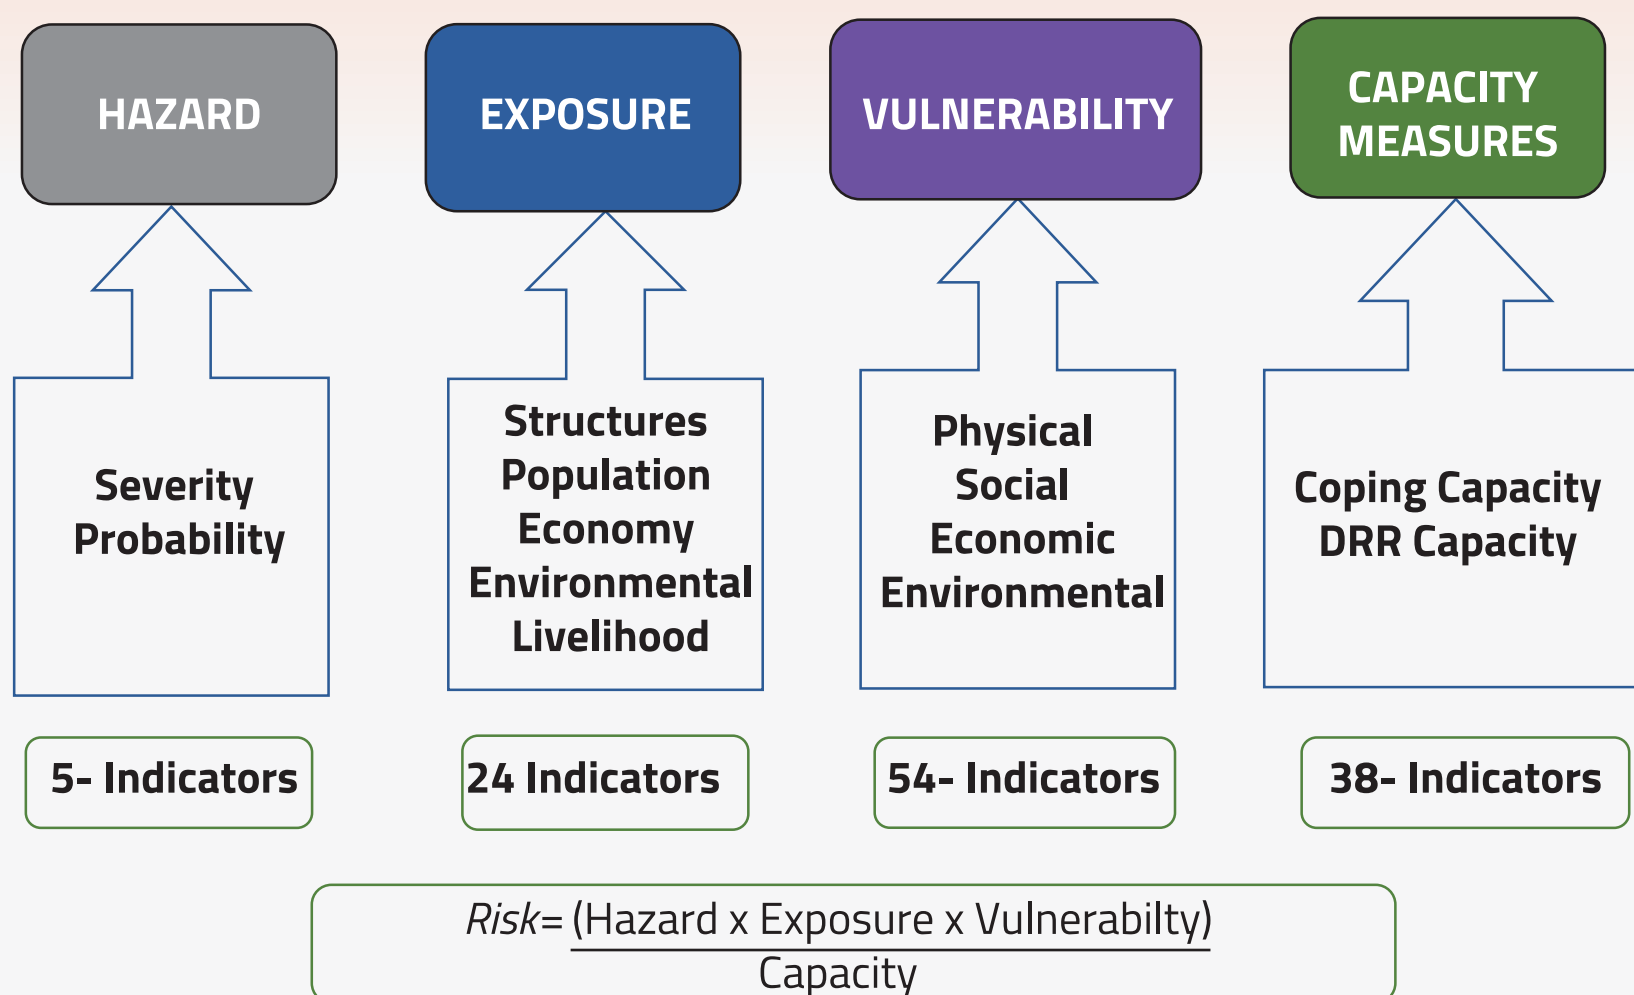 HAZARD
EXPOSURE
VULNERABILITY
CAPACITY
MEASURES
Severity
Probability
Structures
Population
Economy
Environmental
Livelihood
Physical
Social
Economic
Environmental
Coping Capacity
DRR Capacity
5- Indicators
24 Indicators
54- Indicators
38- Indicators
Risk= (Hazard x Exposure x Vulnerabilty)
Capacity